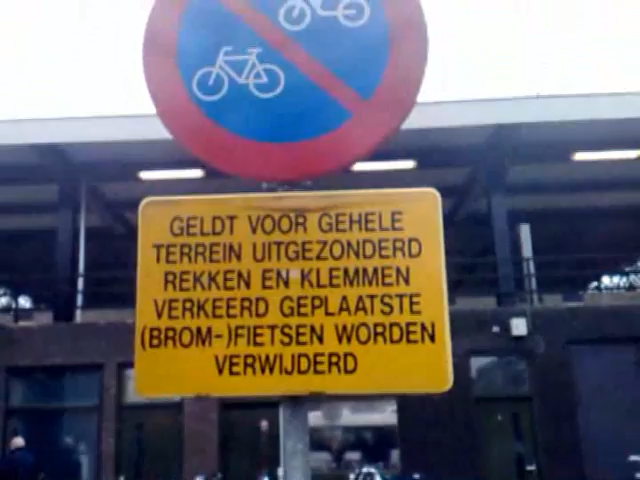 GELDT VOOR GEHELE
TERREIN UITGEZONDERD
REKKEN EN KLEMMEN
VERKEERD GEPLAATSTE
(BROM-)FIETSEN WORDEN
VERWIJDERD